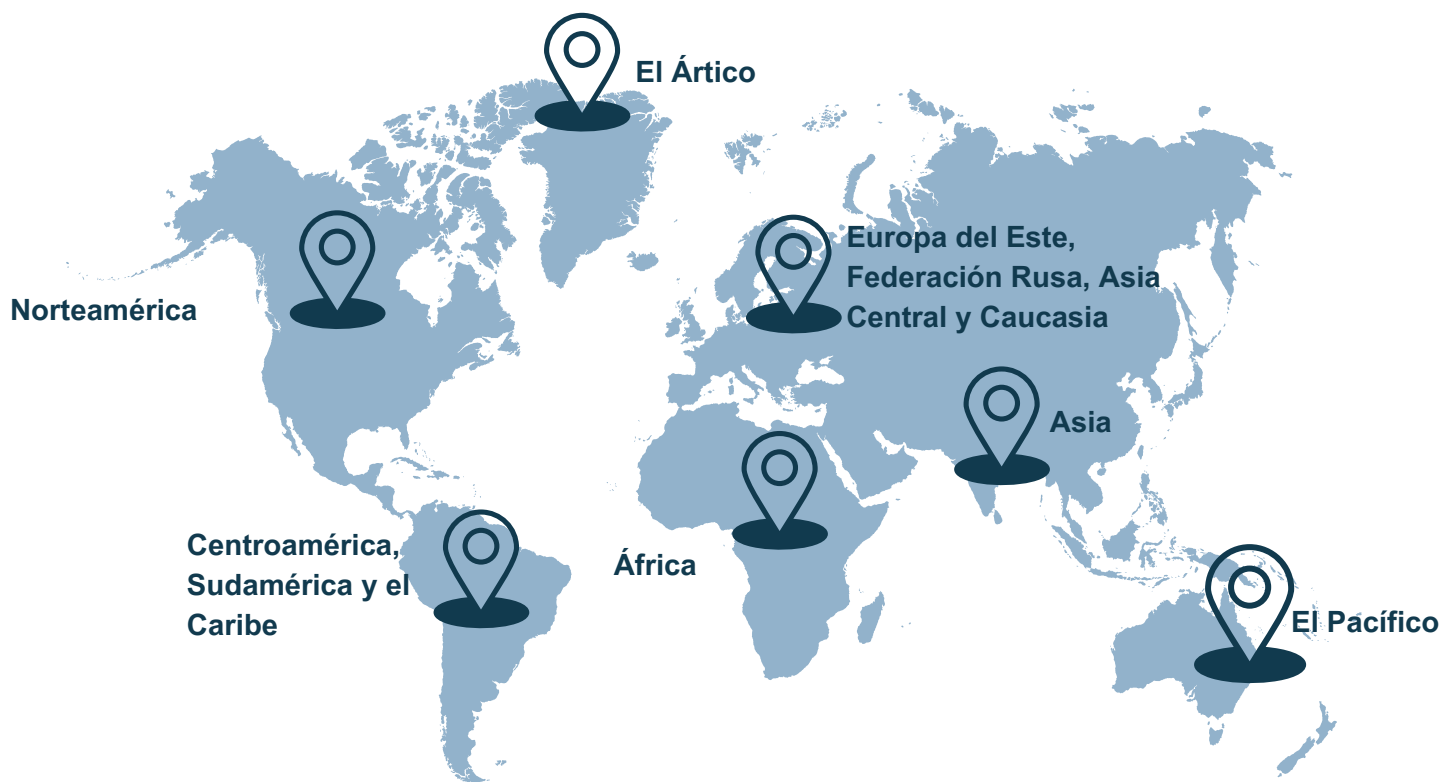 El Ártico
Europa del Este,
Federación Rusa, Asia
Central y Caucasia
Norteamérica
Asia
Centroamérica,
Sudamérica y el
Caribe
África
El Pacífico